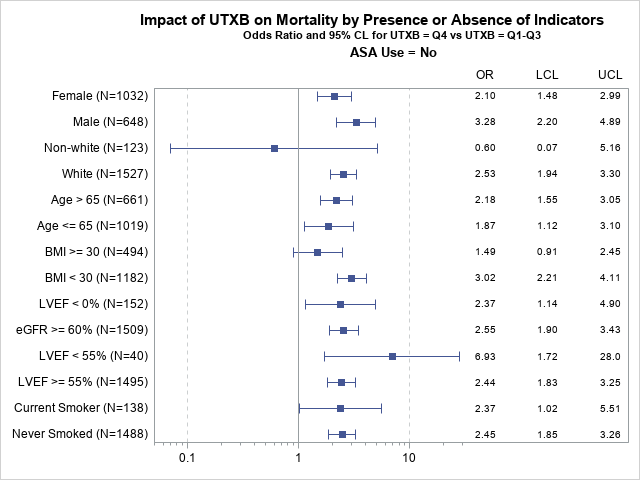 Impact of UTXB on Mortality by Presence or Absence of Indicators
Odds Ratio and 95% CL for UTXB = Q4 vs UTXB = Q1-Q3
ASA Use = No
OR LCL UCL
Female (N=1032) 2.10 1.48 2.99
Male (N=648) 3.28 2.20 4.89
Non-white (N=123) 0.60 0.07 5.16
White (N=1527) 2.53 1.94 3.30
Age > 65 (N=661) 2.18 1.55 3.05
Age <= 65 (N=1019) 1.87 1.12 3.10
BMI >= 30 (N=494) 1.49 0.91 2.45
BMI < 30 (N=1182) 3.02 2.21 4.11
LVEF < 0% (N=152) 2.37 1.14 4.90
eGFR >= 60% (N=1509) 2.55 1.90 3.43
LVEF < 55% (N=40) 6.93 1.72 28.0
LVEF >= 55% (N=1495) 2.44 1.83 3.25
Current Smoker (N=138) 2.37 1.02 5.51
Never Smoked (N=1488) 2.45 1.85 3.26
0.1 1 10